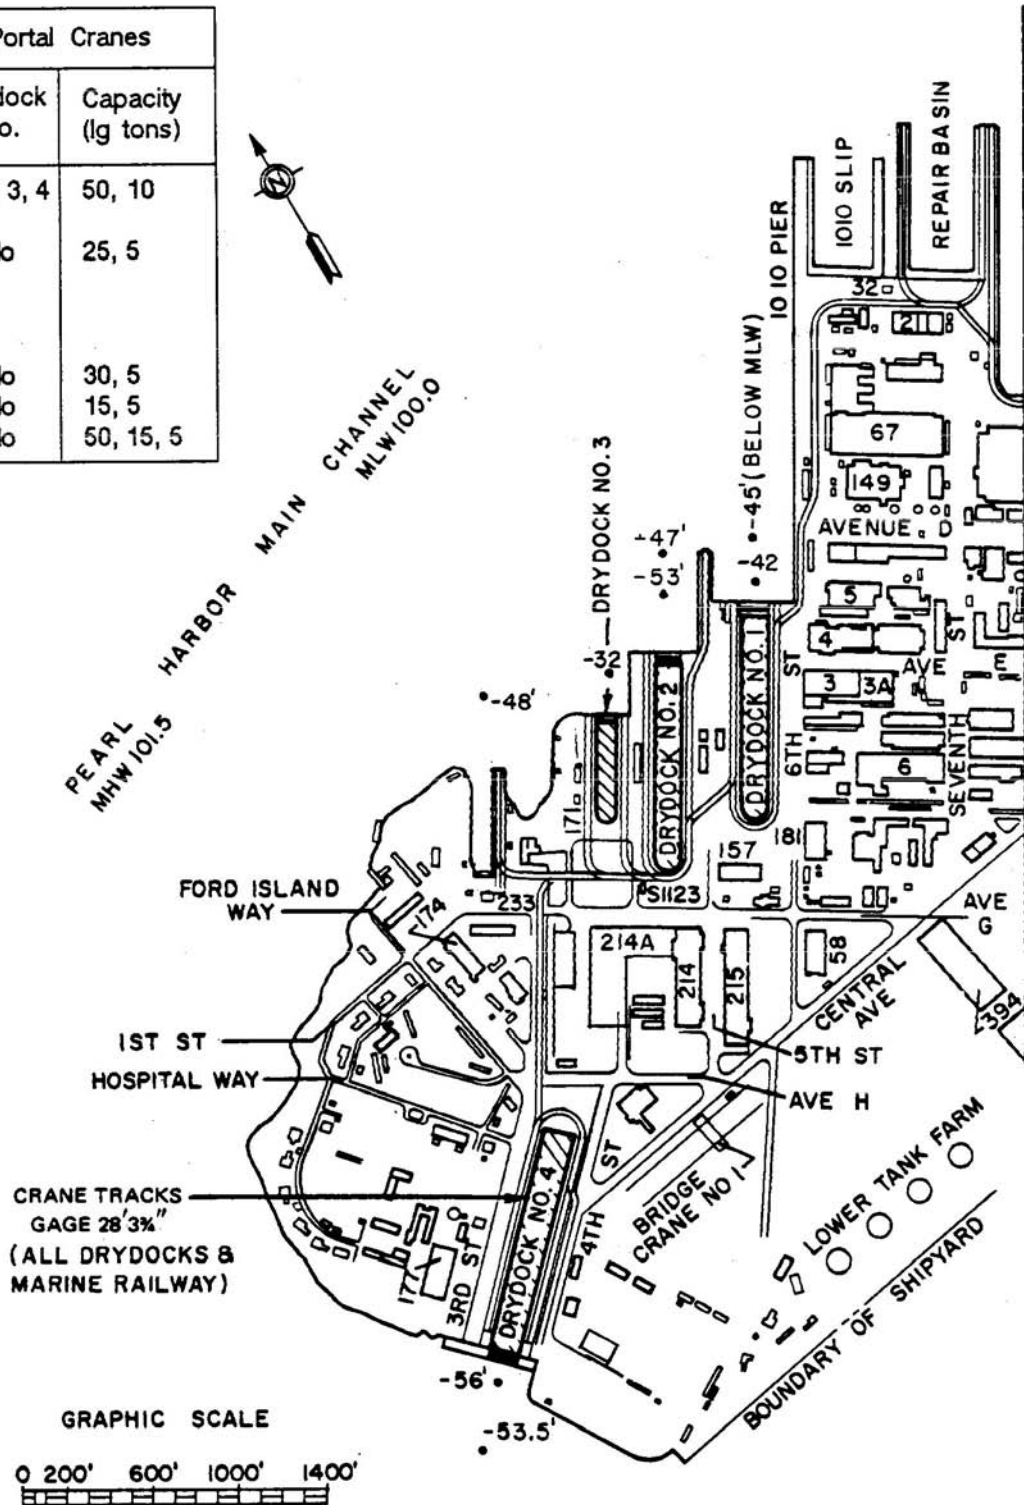 Portal Cranes
Capacity
(lg tons)
3, 4 50, 10
25, 5
30, 5
15, 5
50, 15, 5
N
PEARL HARBOR MAIN CHANNEL
MHW 101.5
MLW 100.0
1010 PIER
1010 SLIP
REPAIR BASIN
32
2
67
149
AVENUE D
-45' (BELOW MLW)
-42
+47'
-53'
DRYDOCK NO. 3
-32
-48'
5
4
AVE E
3
3A
6
6TH ST
SEVENTH ST
DRYDOCK NO. 1
DRYDOCK NO. 2
171
181
157
S1123
233
174
FORD ISLAND
WAY
AVE
G
214A
214
215
58
CENTRAL
AVE
394
1ST ST
5TH ST
HOSPITAL WAY
AVE H
BRIDGE
CRANE NO 1
LOWER TANK FARM
CRANE TRACKS
GAGE 28'3¾"
(ALL DRYDOCKS &
MARINE RAILWAY)
DRYDOCK NO. 4
4TH ST
3RD ST
177
BOUNDARY OF SHIPYARD
-56'
-53.5'
GRAPHIC SCALE
0 200' 600' 1000' 1400'